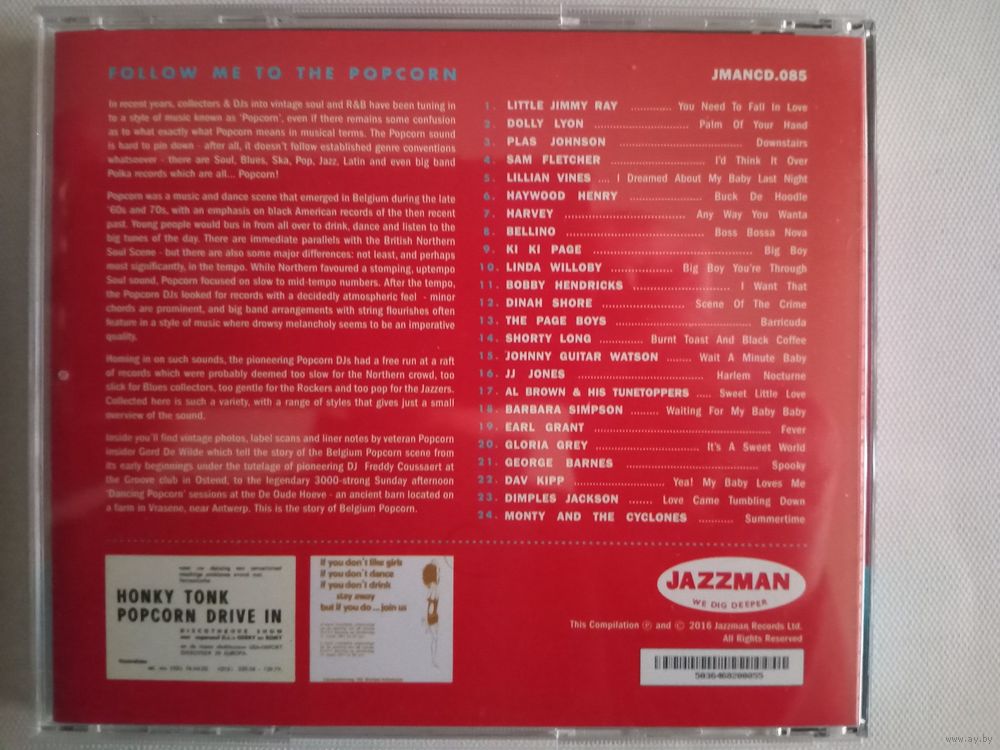 FOLLOW ME TO THE POPCORN
JMANCD.085
In recent years, collectors & DJs into vintage soul and R&B have been tuning in
to a style of music known as 'Popcorn', even if there remains some confusion
as to what exactly what Popcorn means in musical terms. The Popcorn sound
is hard to pin down - after all, it doesn't follow established genre conventions
whatsoever - there are Soul, Blues, Ska, Pop, Jazz, Latin and even big band
Polka records which are all... Popcorn!
Popcorn was a music and dance scene that emerged in Belgium during the late
'60s and 70s, with an emphasis on black American records of the then recent
past. Young people would bus in from all over to drink, dance and listen to the
big tunes of the day. There are immediate parallels with the British Northern
Soul Scene - but there are also some major differences: not least, and perhaps
most significantly, in the tempo. While Northern favoured a stomping, uptempo
Soul sound, Popcorn focused on slow to mid-tempo numbers. After the tempo,
the Popcorn DJs looked for records with a decidedly atmospheric feel - minor
chords are prominent, and big band arrangements with string flourishes often
feature in a style of music where drowsy melancholy seems to be an imperative
quality.
Homing in on such sounds, the pioneering Popcorn DJs had a free run at a raft
of records which were probably deemed too slow for the Northern crowd, too
slick for Blues collectors, too gentle for the Rockers and too pop for the Jazzers.
Collected here is such a variety, with a range of styles that gives just a small
overview of the sound.
Inside you'll find vintage photos, label scans and liner notes by veteran Popcorn
insider Gerd De Wilde which tell the story of the Belgium Popcorn scene from
its early beginnings under the tutelage of pioneering DJ Freddy Coussaert at
the Groove club in Ostend, to the legendary 3000-strong Sunday afternoon
'Dancing Popcorn' sessions at the De Oude Hoeve - an ancient barn located on
a farm in Vrasene, near Antwerp. This is the story of Belgium Popcorn.
1. LITTLE JIMMY RAY ........... You Need To Fall In Love
2. DOLLY LYON ........................... Palm Of Your Hand
3. PLAS JOHNSON ................................... Downstairs
4. SAM FLETCHER ........................... I'd Think It Over
5. LILLIAN VINES .... I Dreamed About My Baby Last Night
6. HAYWOOD HENRY ........................ Buck De Hoodle
7. HARVEY ................................... Any Way You Wanta
8. BELLINO ........................................ Boss Bossa Nova
9. KI KI PAGE ................................................. Big Boy
10. LINDA WILLOBY ............... Big Boy You're Through
11. BOBBY HENDRICKS ............................. I Want That
12. DINAH SHORE ........................ Scene Of The Crime
13. THE PAGE BOYS ........................................ Barricuda
14. SHORTY LONG ............... Burnt Toast And Black Coffee
15. JOHNNY GUITAR WATSON ....... Wait A Minute Baby
16. JJ JONES ........................................ Harlem Nocturne
17. AL BROWN & HIS TUNETOPPERS ..... Sweet Little Love
18. BARBARA SIMPSON ........ Waiting For My Baby Baby
19. EARL GRANT ................................................ Fever
20. GLORIA GREY ................................ It's A Sweet World
21. GEORGE BARNES ........................................ Spooky
22. DAV KIPP ........................... Yea! My Baby Loves Me
23. DIMPLES JACKSON ....... Love Came Tumbling Down
24. MONTY AND THE CYCLONES .......... Summertime
HONKY TONK
POPCORN DRIVE IN
DISCOTHEQUE SHOW
if you don't like girls
if you don't dance
if you don't drink
stay away
but if you do ... join us
JAZZMAN
WE DIG DEEPER
This Compilation Ⓟ and © 2016 Jazzman Records Ltd.
All Rights Reserved
5036468200855
www.ay.by